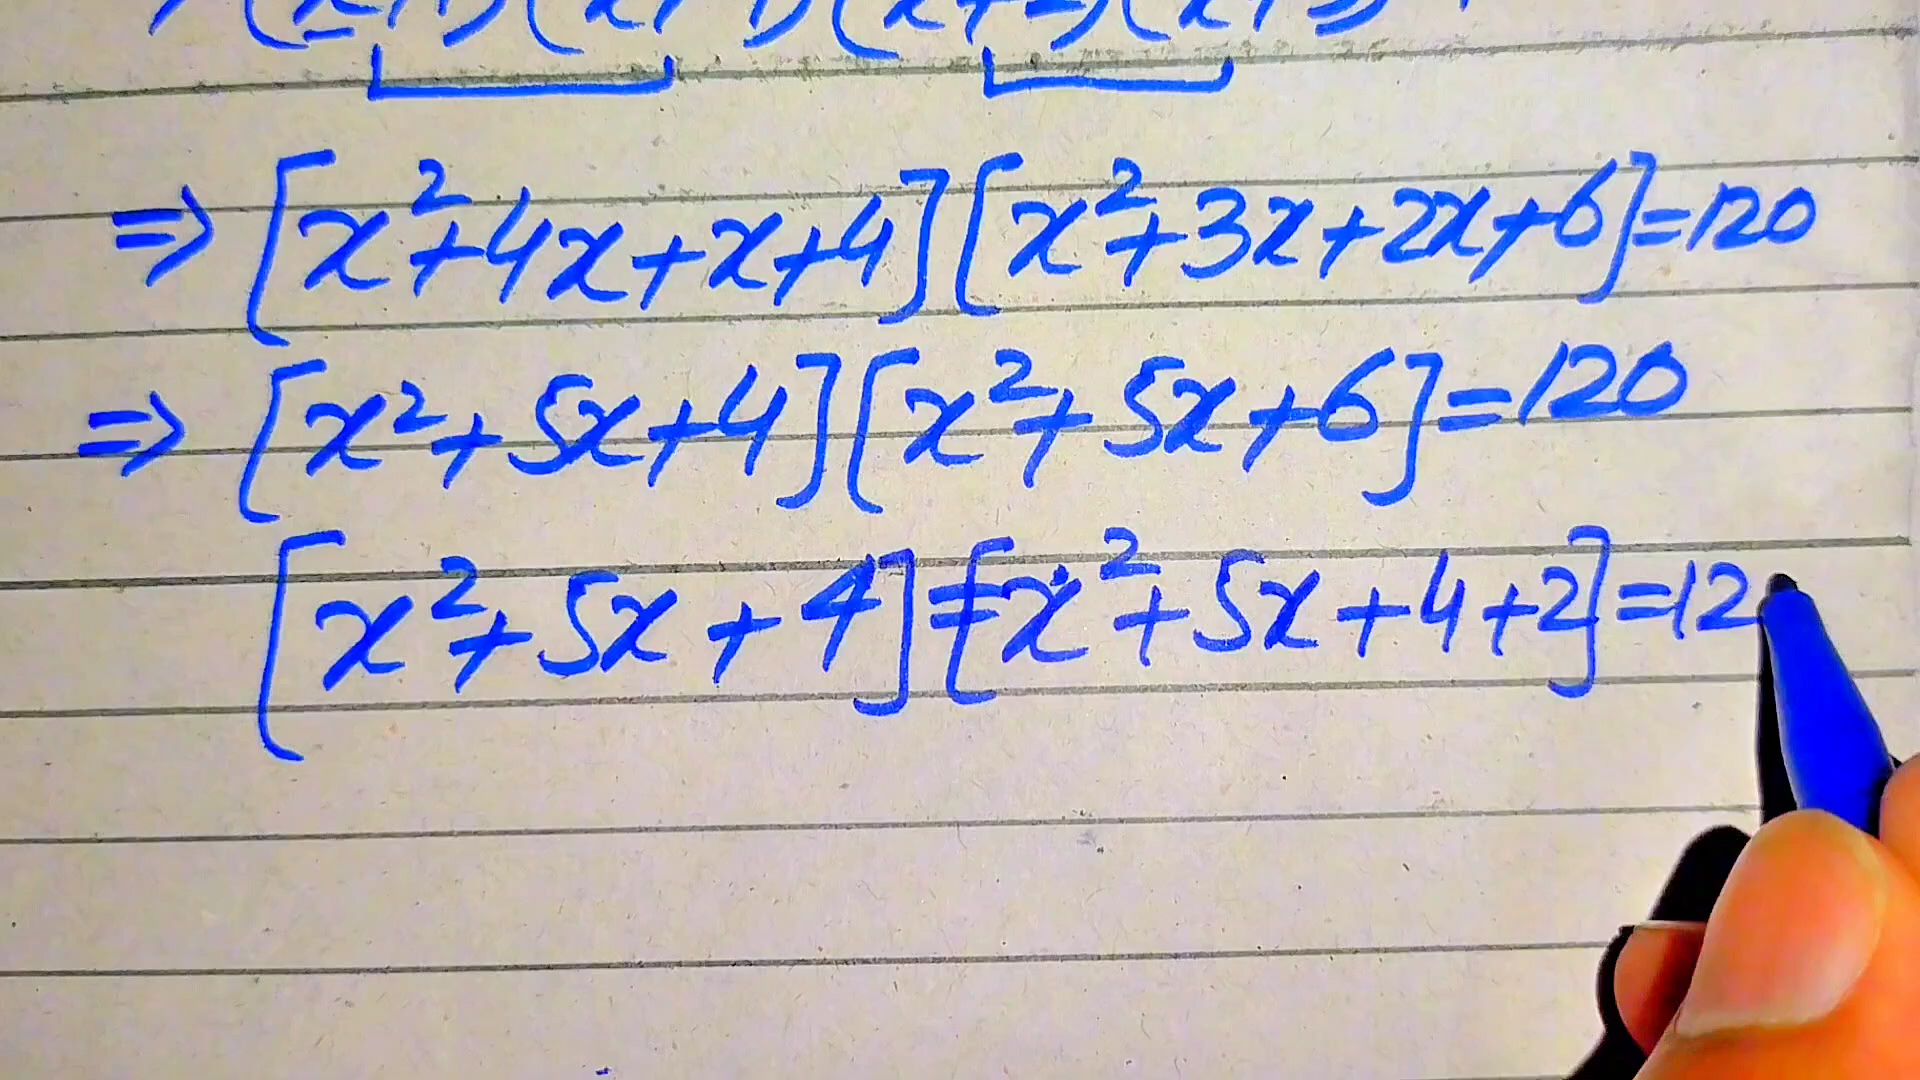 ⇒ [x²+4x+x+4][x²+3x+2x+6]=120
⇒ [x²+5x+4][x²+5x+6]=120
[x²+5x+4]=[x²+5x+4+2]=12